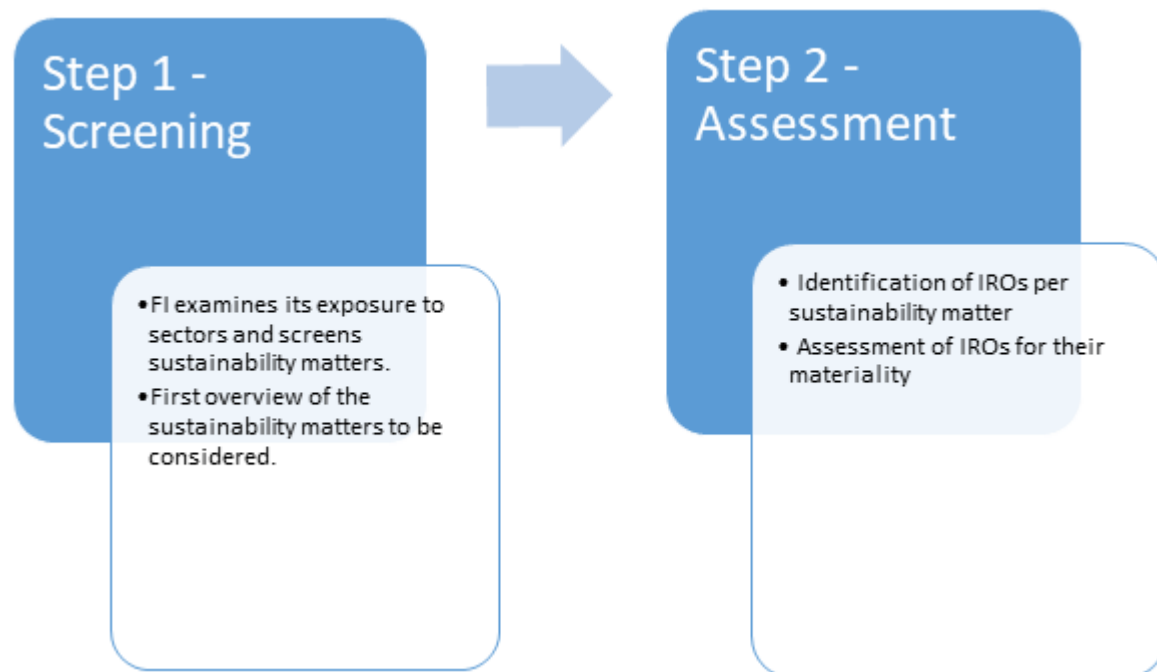 Step 1 -
Screening
•FI examines its exposure to
sectors and screens
sustainability matters.
•First overview of the
sustainability matters to be
considered.
Step 2 -
Assessment
• Identification of IROs per
sustainability matter
• Assessment of IROs for their
materiality